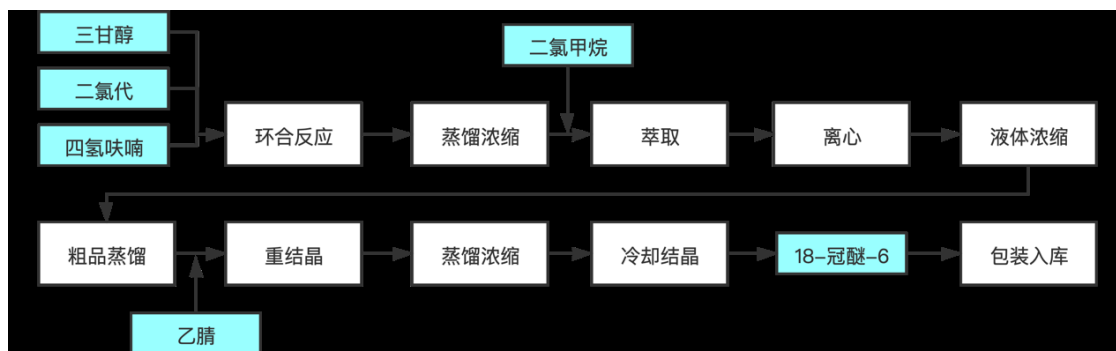 三甘醇
二氯代
四氢呋喃
二氯甲烷
环合反应
蒸馏浓缩
萃取
离心
液体浓缩
粗品蒸馏
重结晶
蒸馏浓缩
冷却结晶
18-冠醚-6
包装入库
乙腈